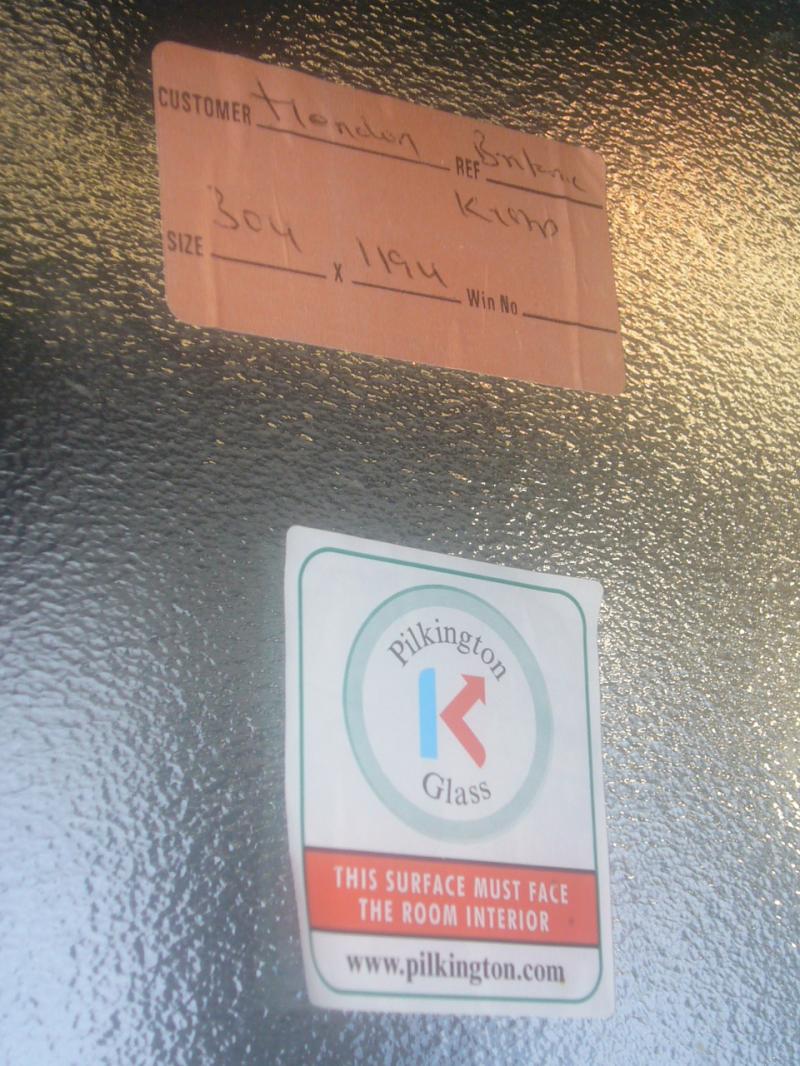 CUSTOMER Hendon REF
SIZE 304 x 1194 Win No
Pilkington
K
Glass
THIS SURFACE MUST FACE
THE ROOM INTERIOR
www.pilkington.com